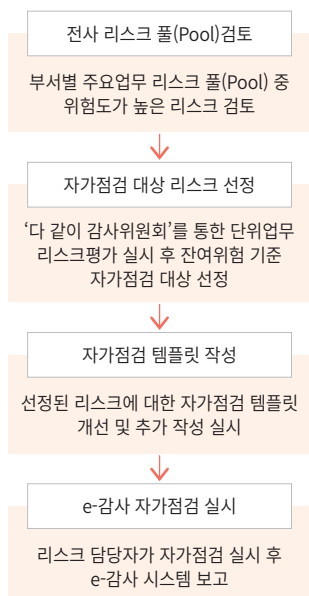 전사 리스크 풀(Pool)검토
부서별 주요업무 리스크 풀(Pool) 중
위험도가 높은 리스크 검토
자가점검 대상 리스크 선정
‘다 같이 감사위원회’를 통한 단위업무
리스크평가 실시 후 잔여위험 기준
자가점검 대상 선정
자가점검 템플릿 작성
선정된 리스크에 대한 자가점검 템플릿
개선 및 추가 작성 실시
e-감사 자가점검 실시
리스크 담당자가 자가점검 실시 후
e-감사 시스템 보고